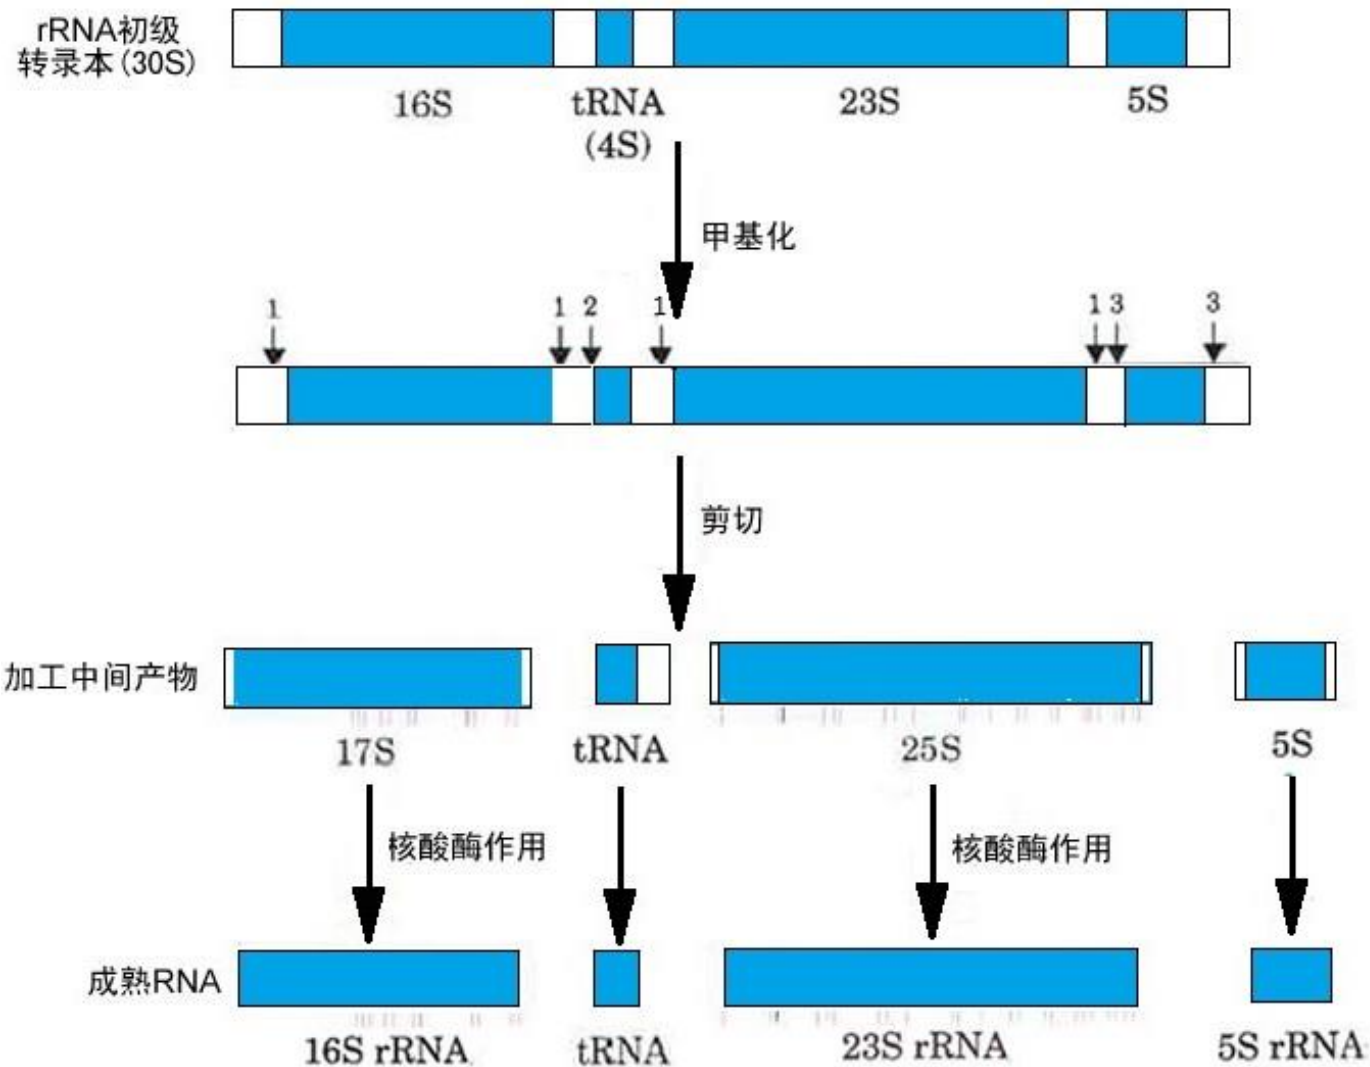 rRNA初级
转录本(30S)
16S
tRNA
(4S)
23S
5S
甲基化
1
1 2
1
1 3
3
剪切
加工中间产物
17S
tRNA
25S
5S
核酸酶作用
核酸酶作用
成熟RNA
16S rRNA
tRNA
23S rRNA
5S rRNA